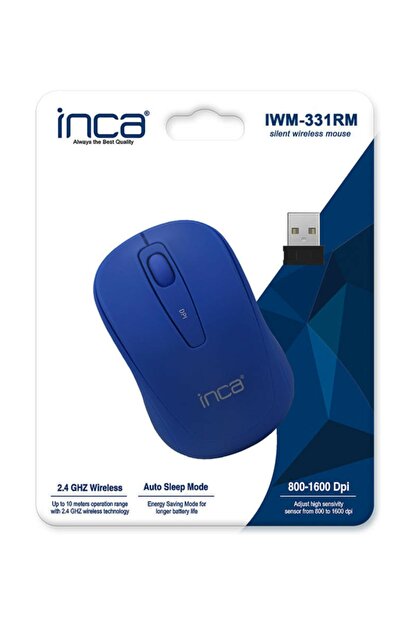 inca®
Always the Best Quality
IWM-331RM
silent wireless mouse
DPI
inca
2.4 GHZ Wireless
Up to 10 meters operation range
with 2.4 GHZ wireless technology
Auto Sleep Mode
Energy Saving Mode for
longer battery life
800-1600 Dpi
Adjust high sensivity
sensor from 800 to 1600 dpi